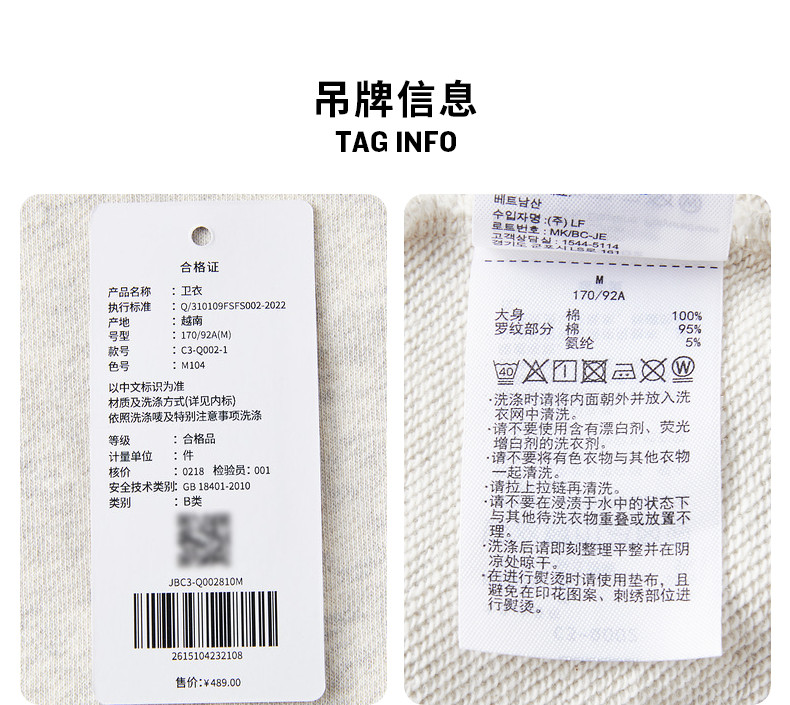 吊牌信息
TAG INFO
合格证
产品名称 ：卫衣
执行标准 ：Q/310109FSFS002-2022
产地 ：越南
号型 ：170/92A(M)
款号 ：C3-Q002-1
色号 ：M104
以中文标识为准
材质及洗涤方式(详见内标)
依照洗涤唛及特别注意事项洗涤
等级 ：合格品
计量单位 ：件
核价 ：0218 检验员：001
安全技术类别：GB 18401-2010
类别 ：B类
JBC3-Q002810M
2615104232108
售价：¥489.00
베트남산
수입자명 :(주) LF
로트번호 : MK/BC-JE
고객상담실 : 1544-5114
M
170/92A
大身 棉 100%
罗纹部分 棉 95%
氨纶 5%
40
W
·洗涤时请将内面朝外并放入洗
衣网中清洗。
·请不要使用含有漂白剂、荧光
增白剂的洗衣剂。
·请不要将有色衣物与其他衣物
一起清洗。
·请拉上拉链再清洗。
·请不要在浸渍于水中的状态下
与其他待洗衣物重叠或放置不
理。
·洗涤后请即刻整理平整并在阴
凉处晾干。
·在进行熨烫时请使用垫布，且
避免在印花图案、刺绣部位进
行熨烫。